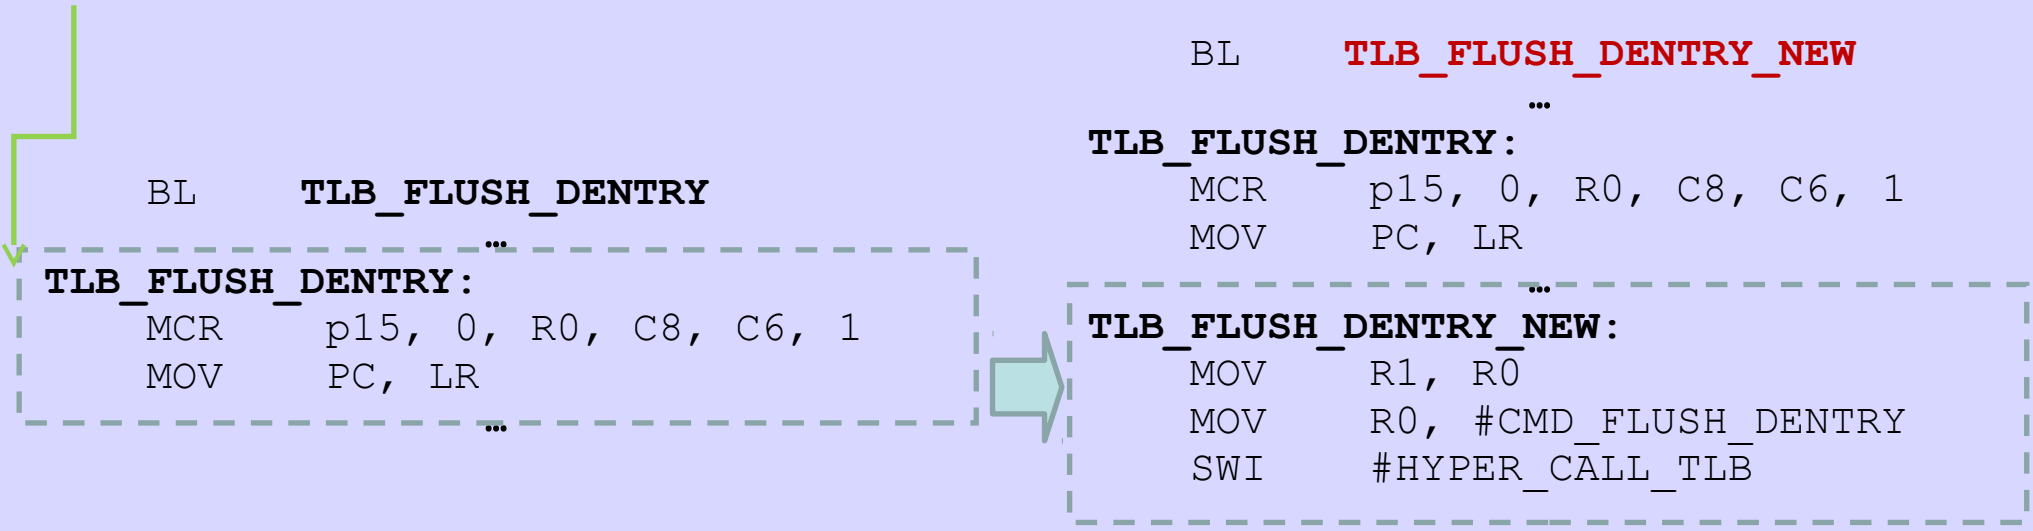 BL TLB_FLUSH_DENTRY
…
TLB_FLUSH_DENTRY:
MCR p15, 0, R0, C8, C6, 1
MOV PC, LR
…
BL TLB_FLUSH_DENTRY_NEW
…
TLB_FLUSH_DENTRY:
MCR p15, 0, R0, C8, C6, 1
MOV PC, LR
…
TLB_FLUSH_DENTRY_NEW:
MOV R1, R0
MOV R0, #CMD_FLUSH_DENTRY
SWI #HYPER_CALL_TLB